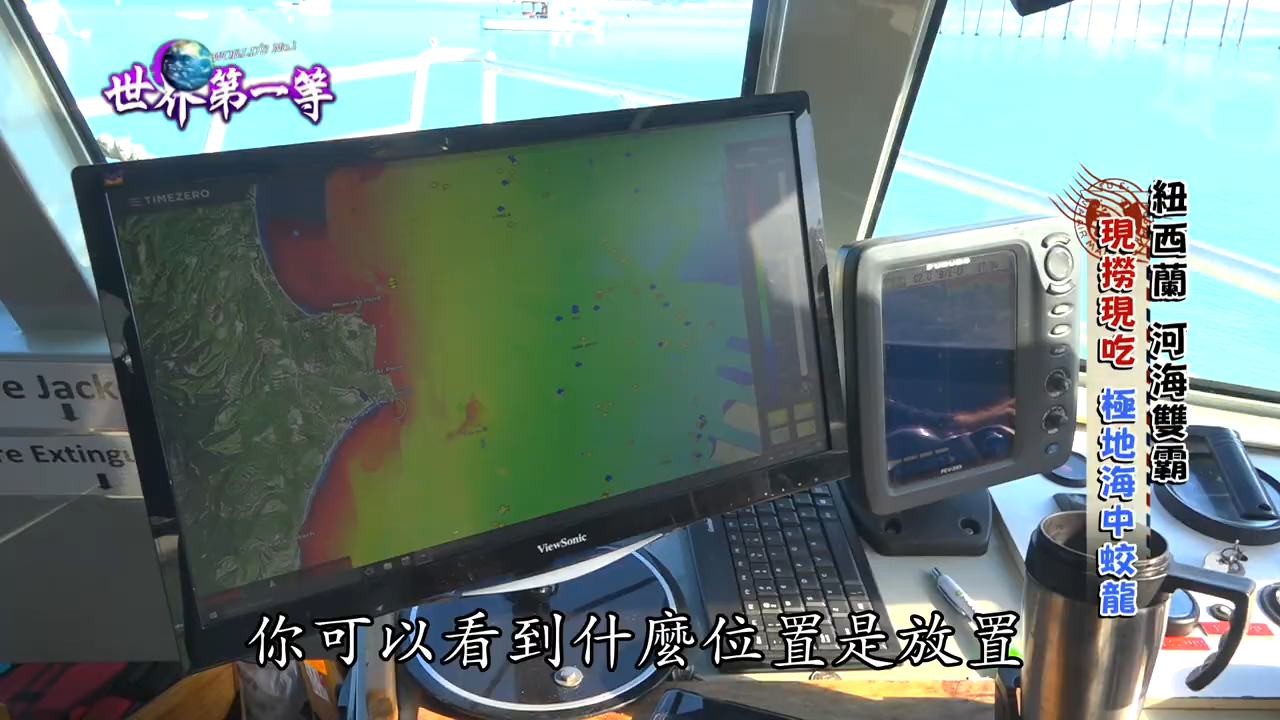 WORLD'S No.1
世界第一等
TIMEZERO
FURUNO
紐西蘭 河海雙霸
現撈現吃 極地海中蛟龍
e Jack
re Extingu
ViewSonic
你可以看到什麼位置是放置